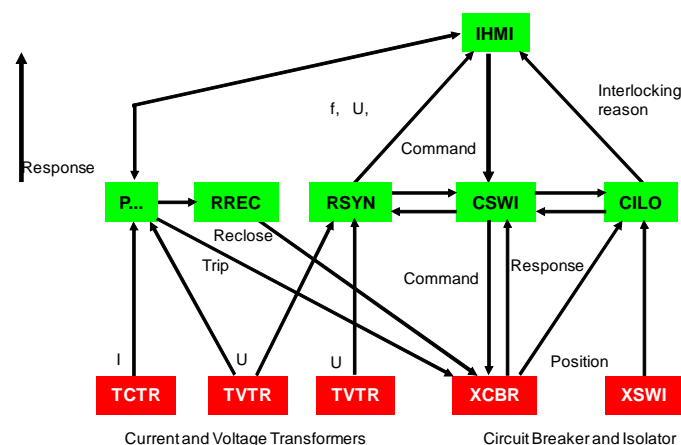 IHMI
Interlocking
reason
f, U,
Command
Response
P... RREC RSYN CSWI CILO
Reclose
Trip
Command Response
I U U Position
TCTR TVTR TVTR XCBR XSWI
Current and Voltage Transformers Circuit Breaker and Isolator